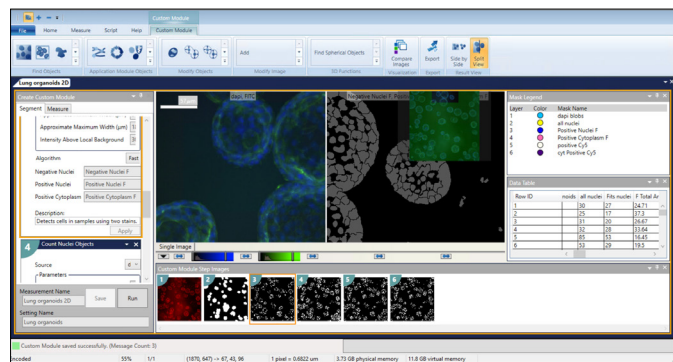 Custom Module
File Home Measure Script Help Custom Module
Add
Find Spherical Objects
Compare Images
Export
Side by Side
Split View
Find Objects Application Module Objects Modify Objects Modify Image 3D Functions Visualization Export Result View
Lung organoids 2D
Create Custom Module
Segment Measure
Approximate Maximum Width (µm)
Intensity Above Local Background
Algorithm Fast
Negative Nuclei Negative Nuclei F
Positive Nuclei Positive Nuclei F
Positive Cytoplasm Positive Cytoplasm F
Description:
Detects cells in samples using two stains.
Apply
4 Count Nuclei Objects
Source
Parameters
Measurement Name
Lung organoids 2D
Save Run
Setting Name
Lung organoids
dapi, FITC
Negative Nuclei F
Single Image
Mask Legend
Layer Color Mask Name
1 dapi blobs
2 all nuclei
3 Positive Nuclei F
4 Positive Cytoplasm F
5 positive Cy5
6 cyt Positive Cy5
Data Table
Row ID noids all nuclei Fits nuclei F Total Ar
1 30 27 24.71
2 25 17 37.3
3 31 20 26.67
4 32 28 33.64
5 85 53 16.45
6 53 29 19.5
Custom Module Step Images
1 2 3 4 5 6
Custom Module saved successfully. (Message Count: 3)
ncoded 55% 1/1 (1870, 647) -> 67, 43, 96 1 pixel = 0.6822 um 3.73 GB physical memory 11.8 GB virtual memory